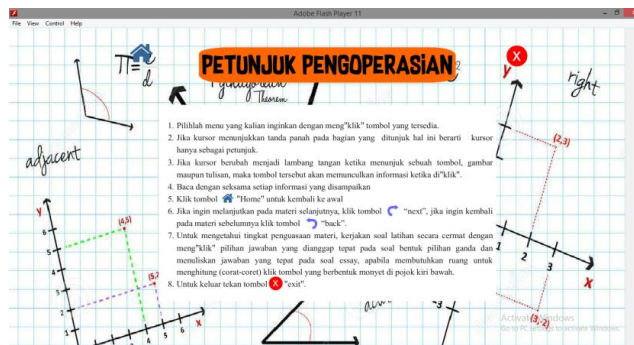 Adobe Flash Player 11
File View Control Help
PETUNJUK PENGOPERASIAN
Theorem
right
adjacent
(2,3)
(4,5)
(3,-2)
y
x
Y
X
1. Pilihlah menu yang kalian inginkan dengan meng"klik" tombol yang tersedia.
2. Jika kursor menunjukkan tanda panah pada bagian yang ditunjuk hal ini berarti kursor
hanya sebagai petunjuk.
3. Jika kursor berubah menjadi lambang tangan ketika menunjuk sebuah tombol, gambar
maupun tulisan, maka tombol tersebut akan memunculkan informasi ketika di"klik".
4. Baca dengan seksama setiap informasi yang disampaikan
5. Klik tombol "Home" untuk kembali ke awal
6. Jika ingin melanjutkan pada materi selanjutnya, klik tombol "next", jika ingin kembali
pada materi sebelumnya klik tombol "back".
7. Untuk mengetahui tingkat penguasaan materi, kerjakan soal latihan secara cermat dengan
meng"klik" pilihan jawaban yang dianggap tepat pada soal bentuk pilihan ganda dan
menuliskan jawaban yang tepat pada soal essay, apabila membutuhkan ruang untuk
menghitung (corat-coret) klik tombol yang berbentuk monyet di pojok kiri bawah.
8. Untuk keluar tekan tombol X "exit".
Activate Windows
Go to PC settings to activate Windows.